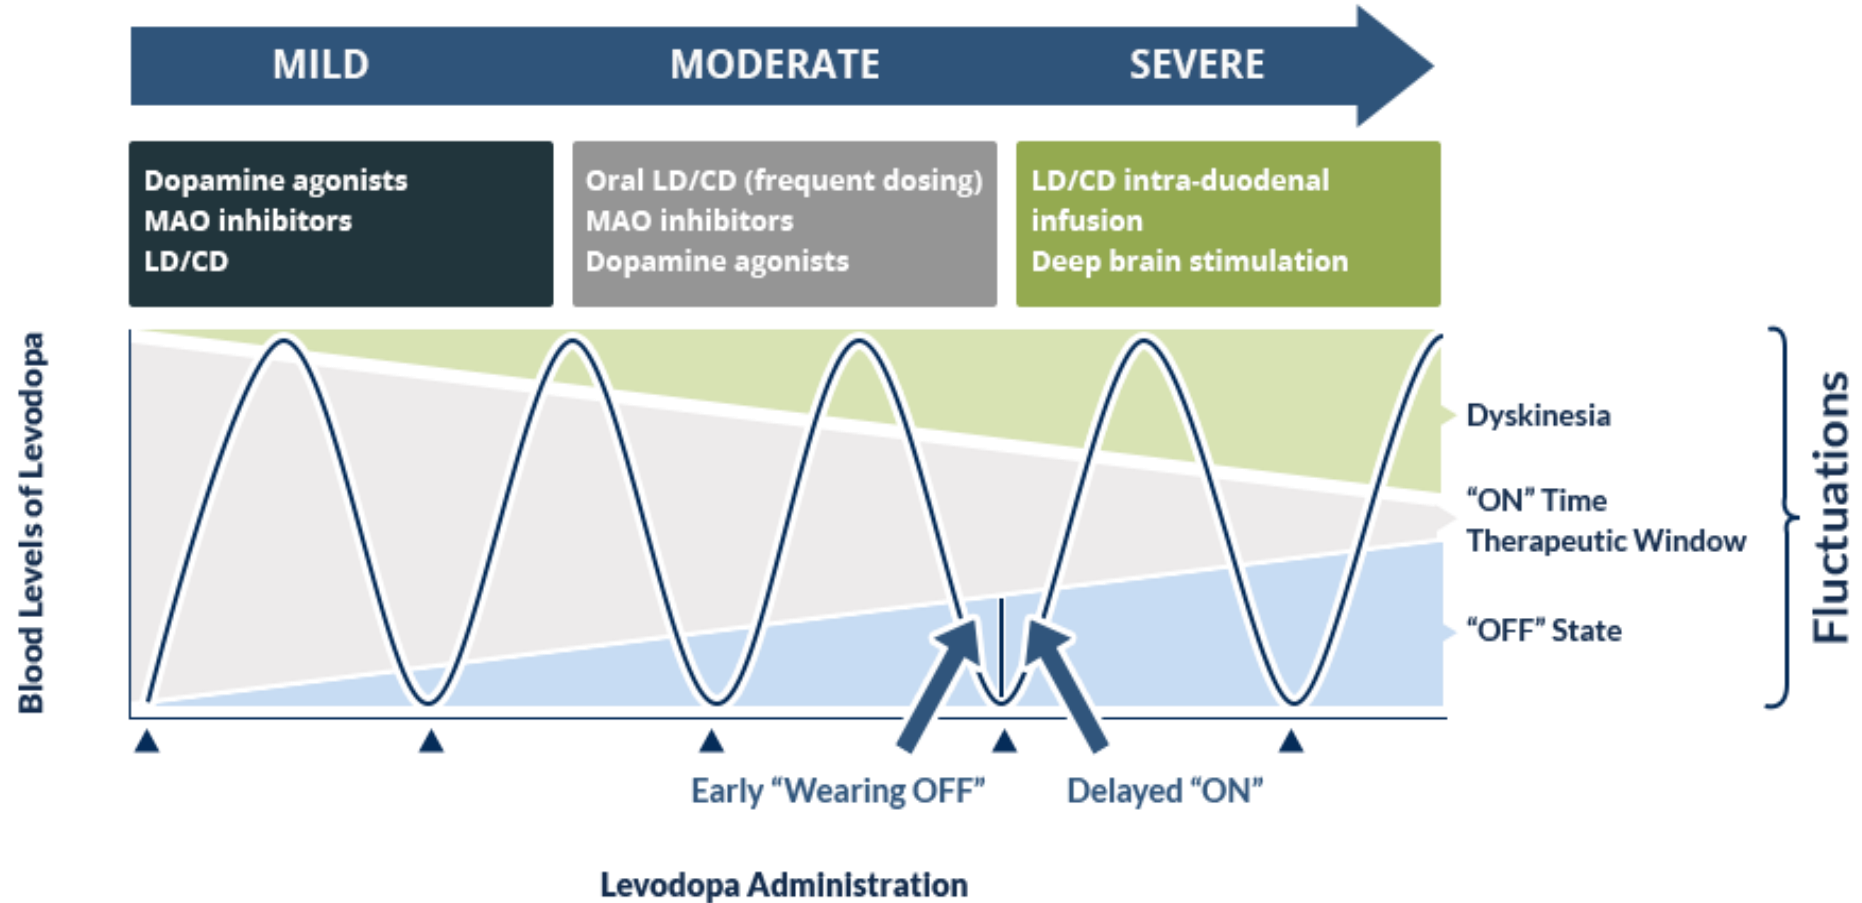 MILD
MODERATE
SEVERE
Dopamine agonists
MAO inhibitors
LD/CD
Oral LD/CD (frequent dosing)
MAO inhibitors
Dopamine agonists
LD/CD intra-duodenal
infusion
Deep brain stimulation
Blood Levels of Levodopa
Dyskinesia
“ON” Time
Therapeutic Window
“OFF” State
Fluctuations
Early “Wearing OFF”
Delayed “ON”
Levodopa Administration